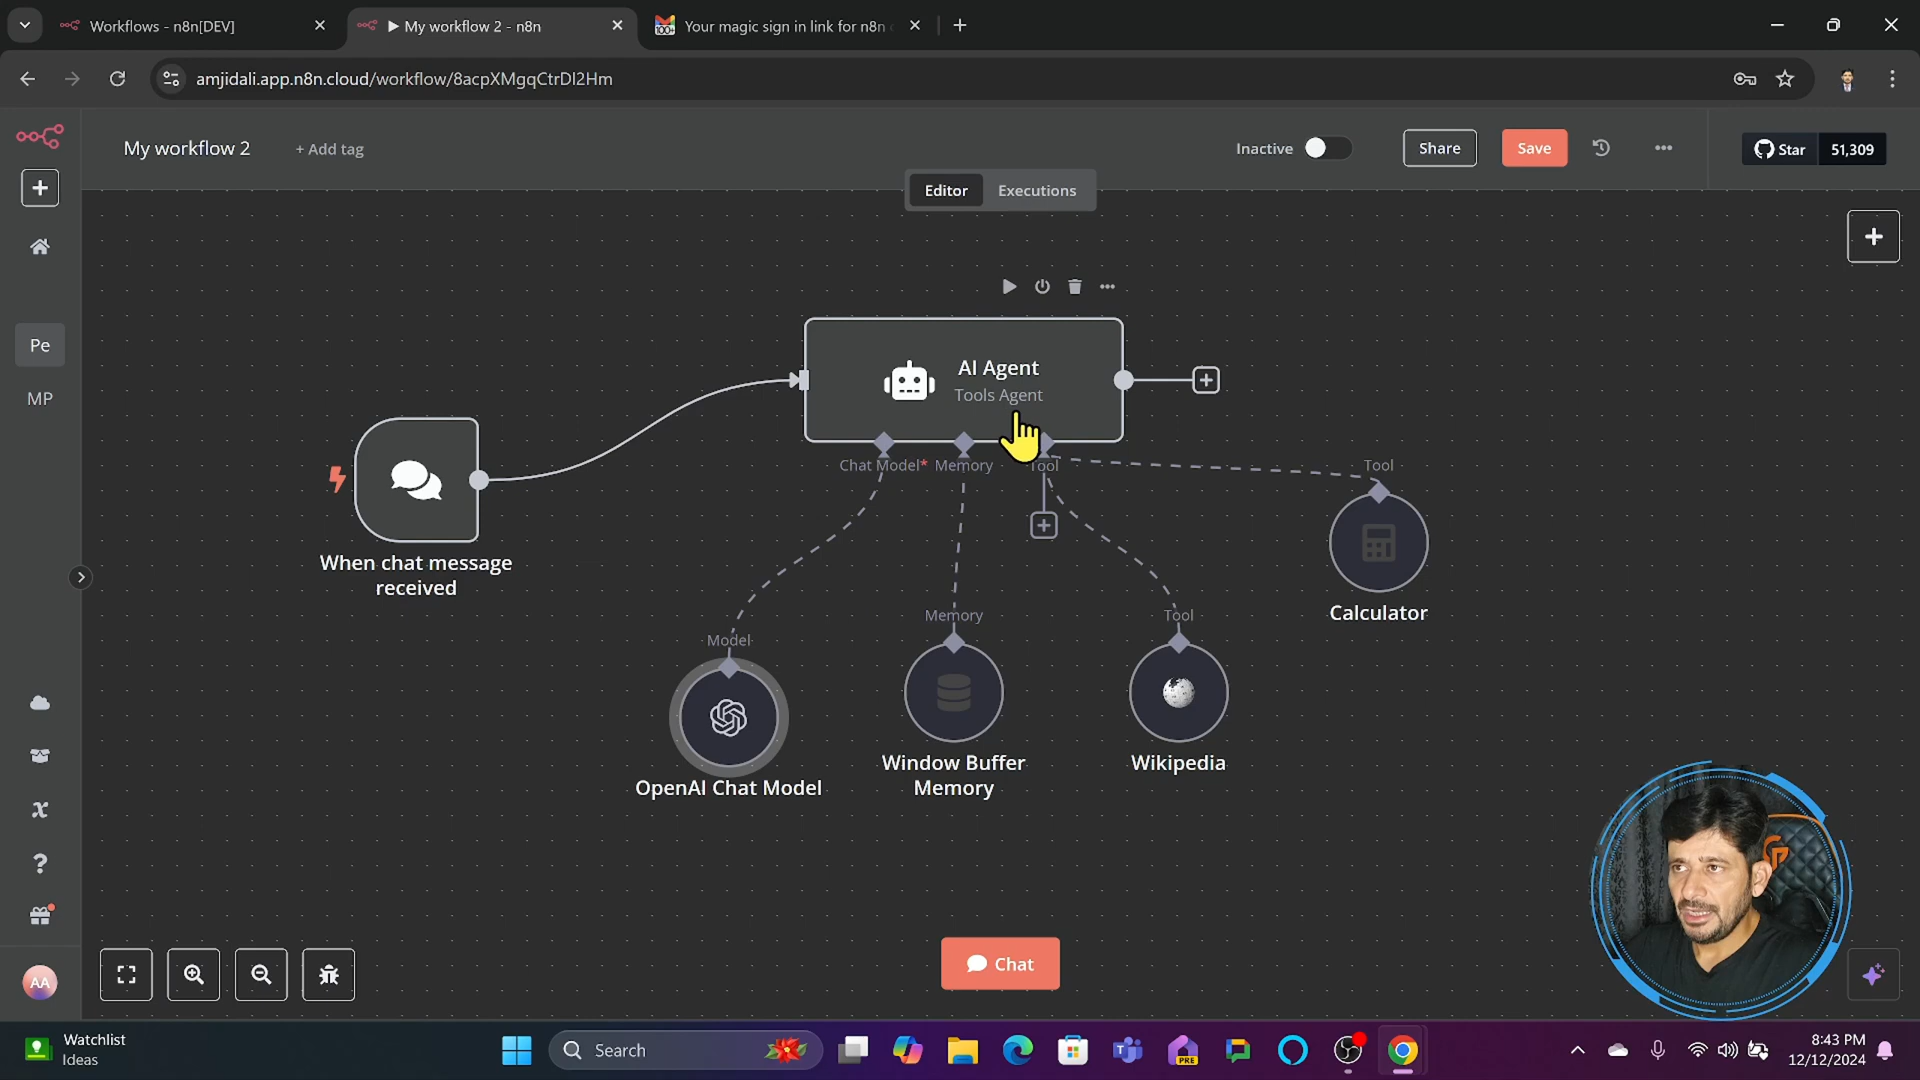 Workflows - n8n[DEV]
▶ My workflow 2 - n8n
100+
Your magic sign in link for n8n
amjidali.app.n8n.cloud/workflow/8acpXMgqCtrDl2Hm
My workflow 2
+ Add tag
Inactive
Share
Save
Star
51,309
Editor
Executions
Pe
MP
AI Agent
Tools Agent
Chat Model*
Memory
Tool
Tool
When chat message
received
Calculator
Model
Memory
Tool
OpenAI Chat Model
Window Buffer
Memory
Wikipedia
AA
Chat
Watchlist
Ideas
Search
PRE
8:43 PM
12/12/2024